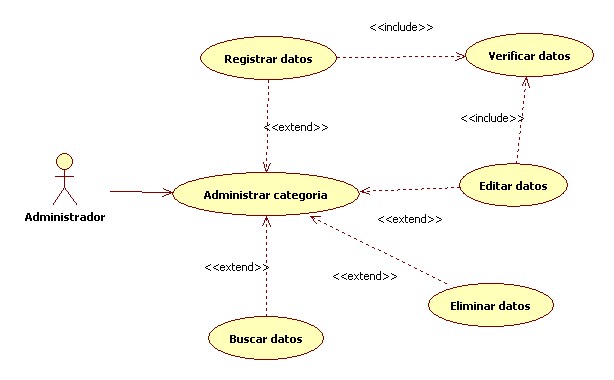 <<include>>
Registrar datos
Verificar datos
<<extend>>
<<include>>
Administrar categoria
Editar datos
Administrador
<<extend>>
<<extend>>
<<extend>>
Eliminar datos
Buscar datos